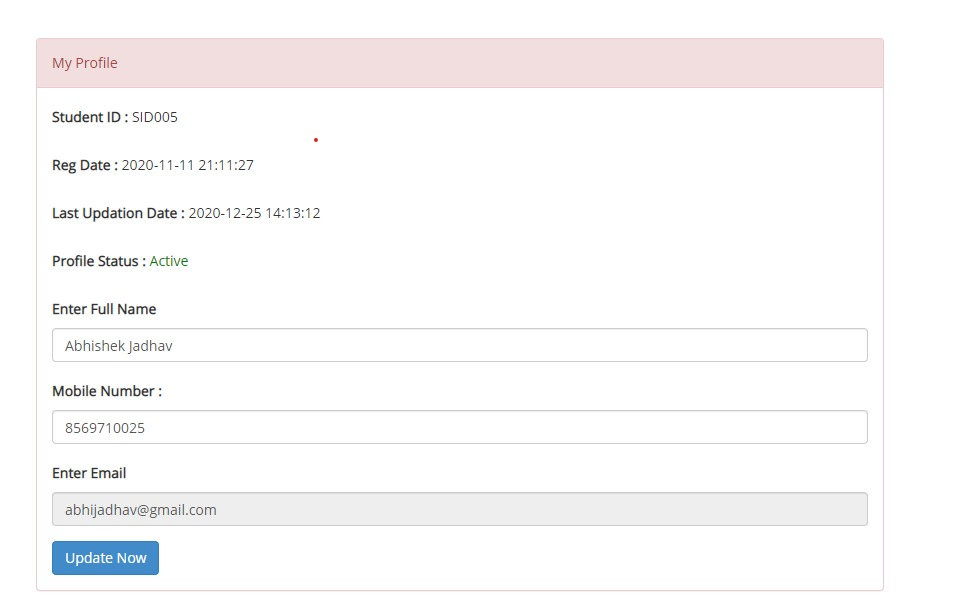 My Profile
Student ID : SID005
Reg Date : 2020-11-11 21:11:27
Last Updation Date : 2020-12-25 14:13:12
Profile Status : Active
Enter Full Name
Abhishek Jadhav
Mobile Number :
8569710025
Enter Email
abhijadhav@gmail.com
Update Now